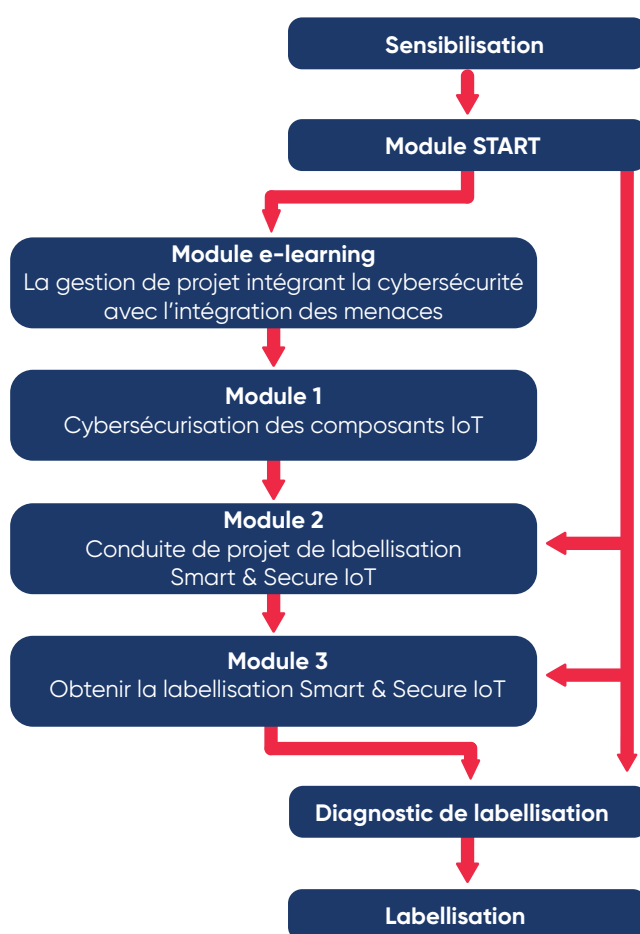 Sensibilisation
Module START
Module e-learning
La gestion de projet intégrant la cybersécurité
avec l'intégration des menaces
Module 1
Cybersécurisation des composants IoT
Module 2
Conduite de projet de labellisation
Smart & Secure IoT
Module 3
Obtenir la labellisation Smart & Secure IoT
Diagnostic de labellisation
Labellisation